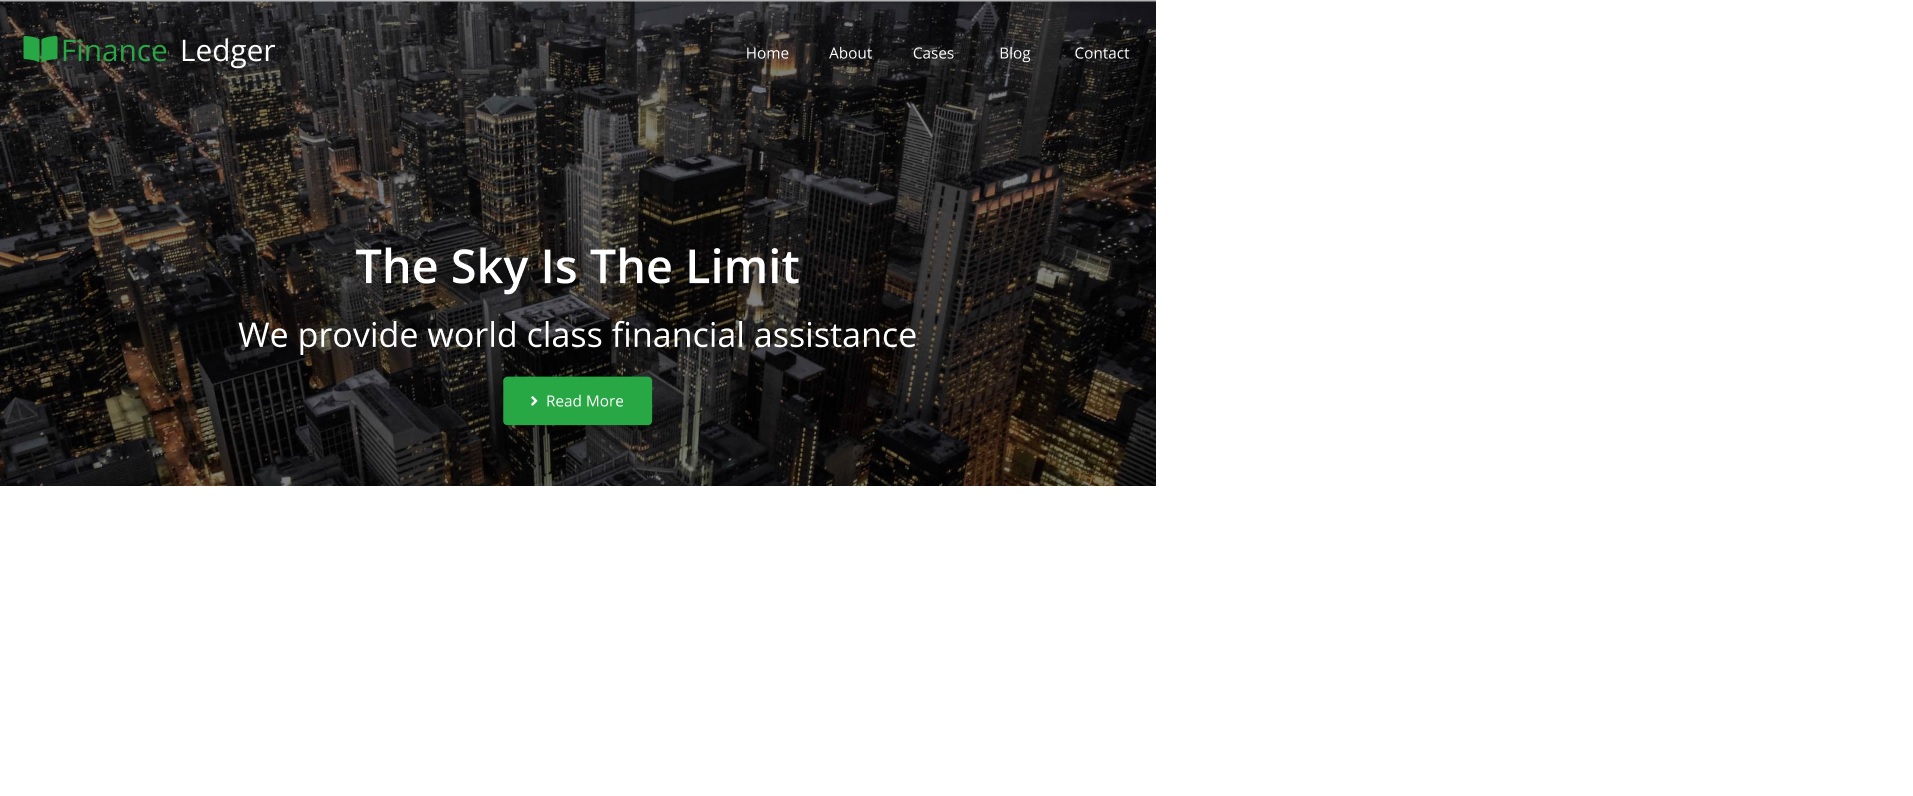 Finance Ledger
Home About Cases Blog Contact
The Sky Is The Limit
We provide world class financial assistance
Read More